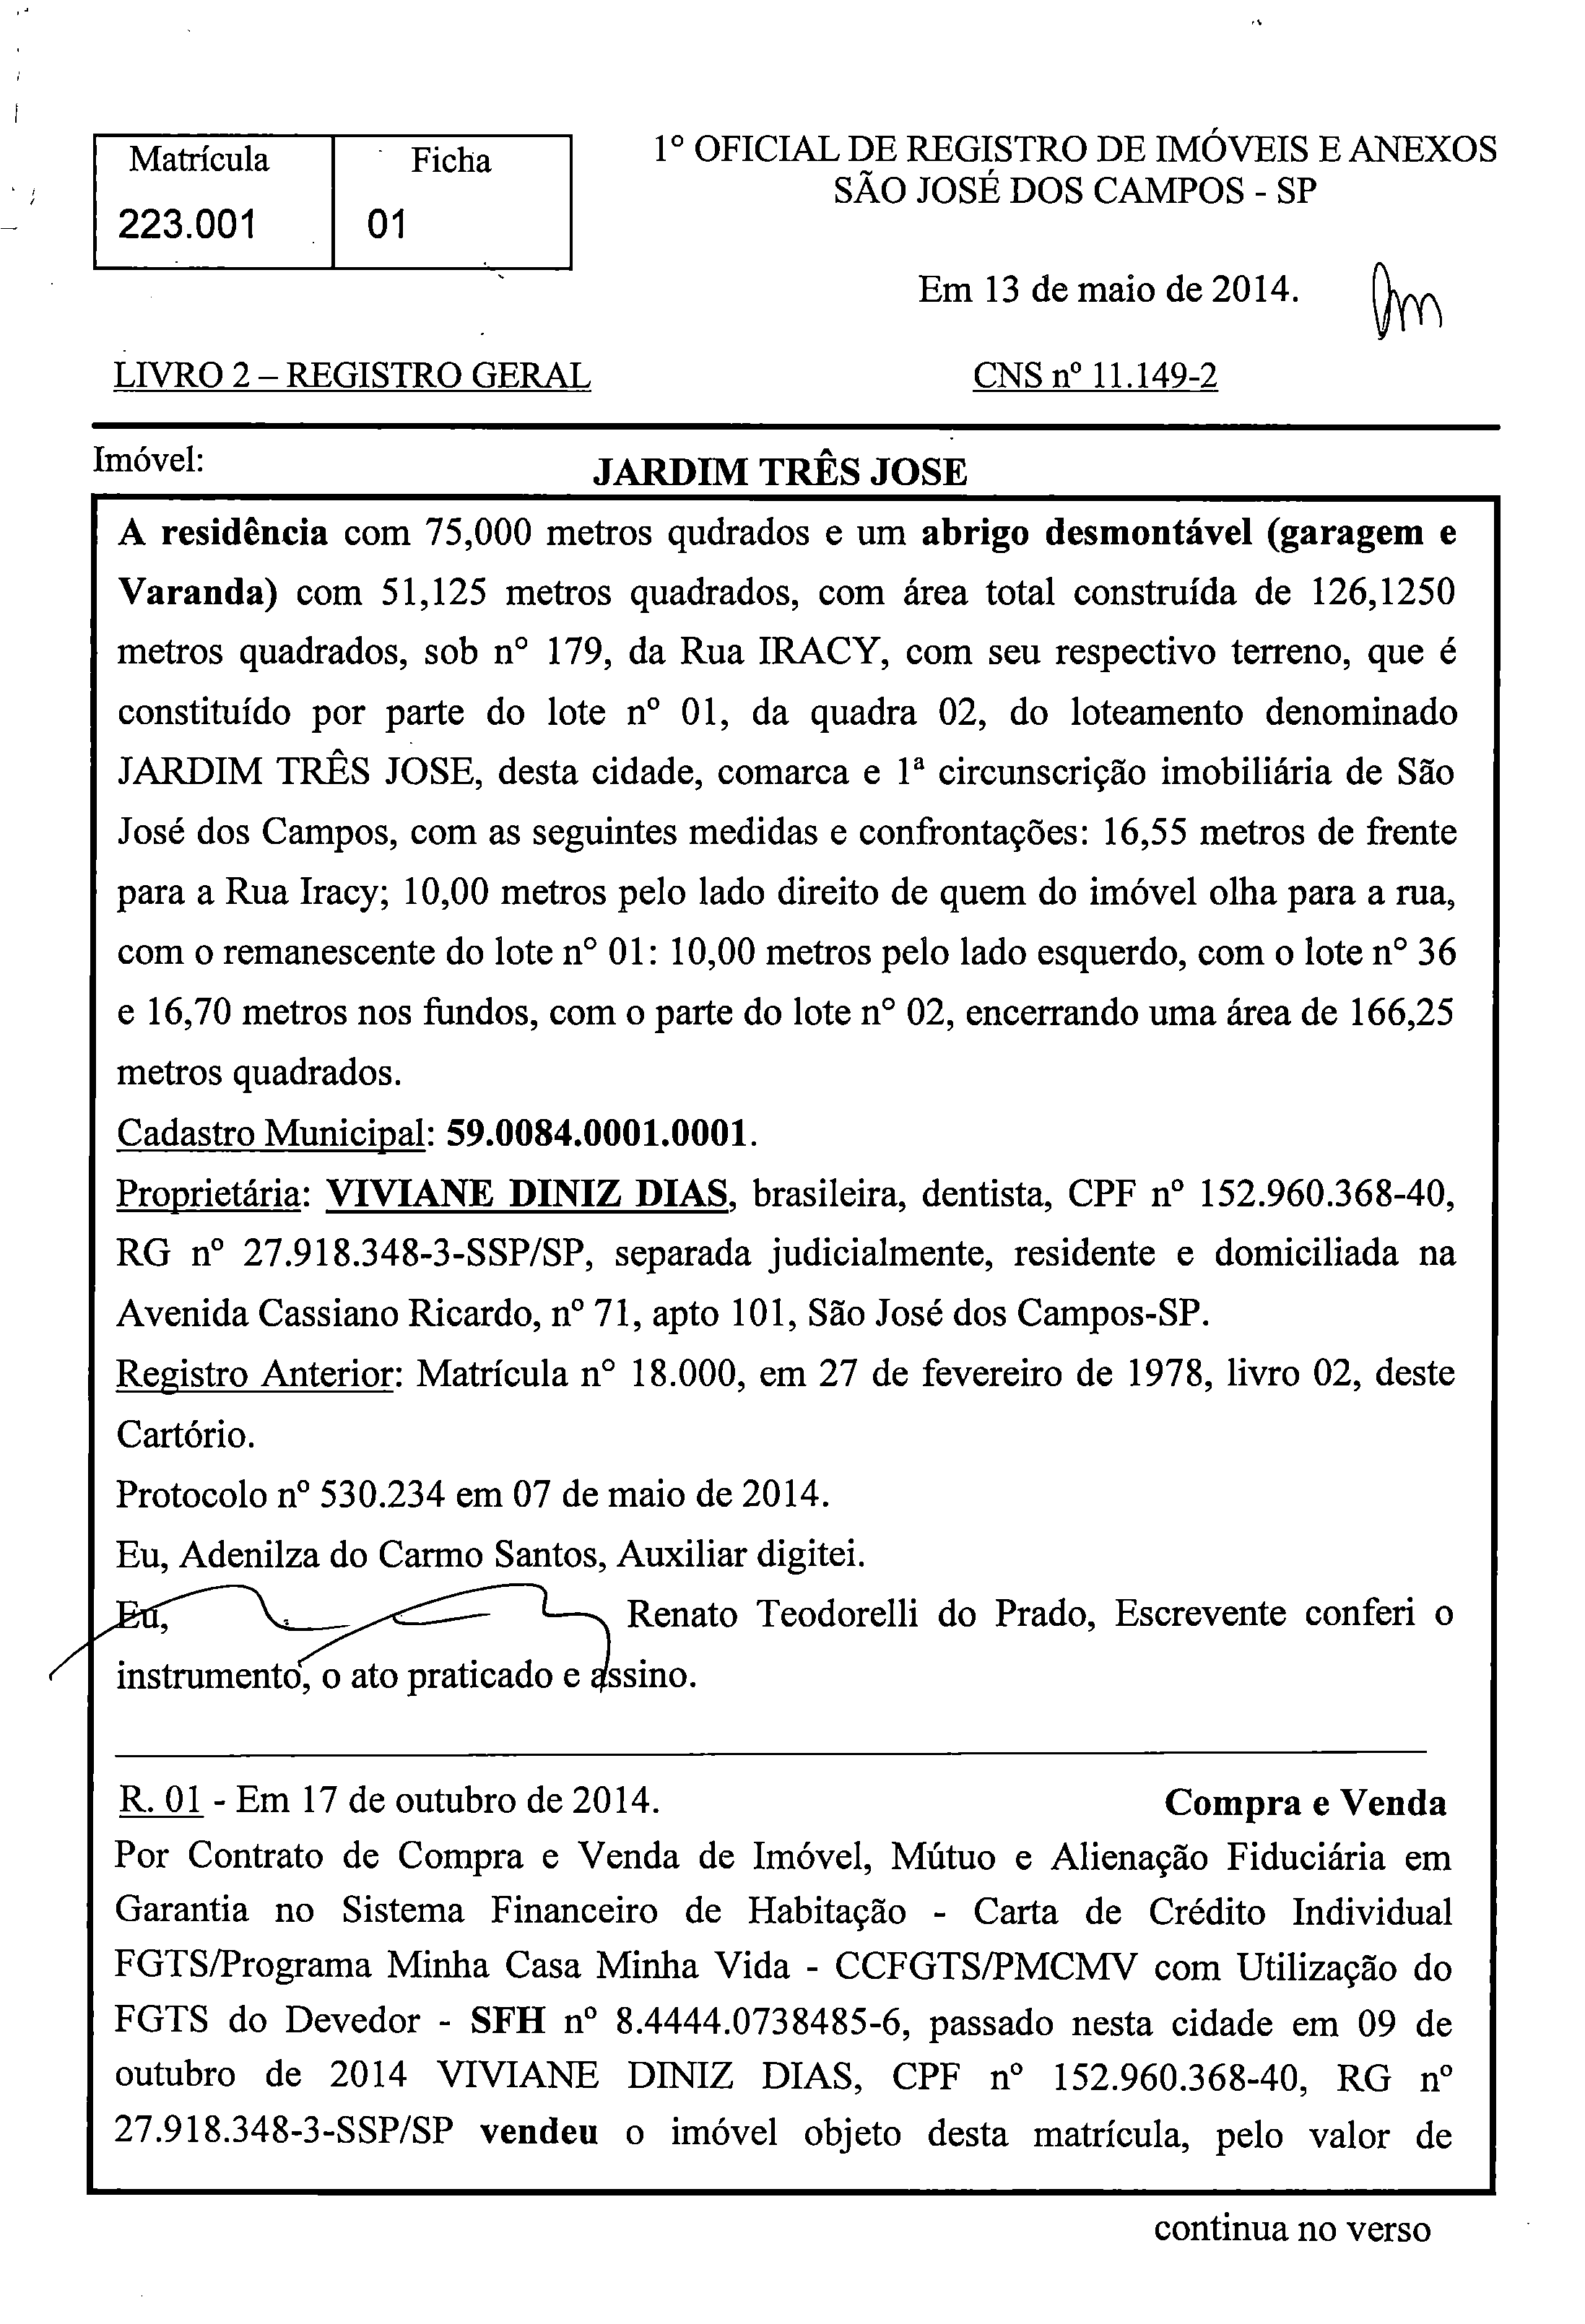 Matrícula
223.001
Ficha
01
1º OFICIAL DE REGISTRO DE IMÓVEIS E ANEXOS
SÃO JOSÉ DOS CAMPOS - SP
Em 13 de maio de 2014.
LIVRO 2 – REGISTRO GERAL
CNS nº 11.149-2
Imóvel:
JARDIM TRÊS JOSE
A residência com 75,000 metros qudrados e um abrigo desmontável (garagem e
Varanda) com 51,125 metros quadrados, com área total construída de 126,1250
metros quadrados, sob nº 179, da Rua IRACY, com seu respectivo terreno, que é
constituído por parte do lote nº 01, da quadra 02, do loteamento denominado
JARDIM TRÊS JOSE, desta cidade, comarca e 1ª circunscrição imobiliária de São
José dos Campos, com as seguintes medidas e confrontações: 16,55 metros de frente
para a Rua Iracy; 10,00 metros pelo lado direito de quem do imóvel olha para a rua,
com o remanescente do lote nº 01: 10,00 metros pelo lado esquerdo, com o lote nº 36
e 16,70 metros nos fundos, com o parte do lote nº 02, encerrando uma área de 166,25
metros quadrados.
Cadastro Municipal: 59.0084.0001.0001.
Proprietária: VIVIANE DINIZ DIAS, brasileira, dentista, CPF nº 152.960.368-40,
RG nº 27.918.348-3-SSP/SP, separada judicialmente, residente e domiciliada na
Avenida Cassiano Ricardo, nº 71, apto 101, São José dos Campos-SP.
Registro Anterior: Matrícula nº 18.000, em 27 de fevereiro de 1978, livro 02, deste
Cartório.
Protocolo nº 530.234 em 07 de maio de 2014.
Eu, Adenilza do Carmo Santos, Auxiliar digitei.
Eu, Renato Teodorelli do Prado, Escrevente conferi o
instrumento, o ato praticado e assino.
R. 01 - Em 17 de outubro de 2014.
Compra e Venda
Por Contrato de Compra e Venda de Imóvel, Mútuo e Alienação Fiduciária em
Garantia no Sistema Financeiro de Habitação - Carta de Crédito Individual
FGTS/Programa Minha Casa Minha Vida - CCFGTS/PMCMV com Utilização do
FGTS do Devedor - SFH nº 8.4444.0738485-6, passado nesta cidade em 09 de
outubro de 2014 VIVIANE DINIZ DIAS, CPF nº 152.960.368-40, RG nº
27.918.348-3-SSP/SP vendeu o imóvel objeto desta matrícula, pelo valor de
continua no verso